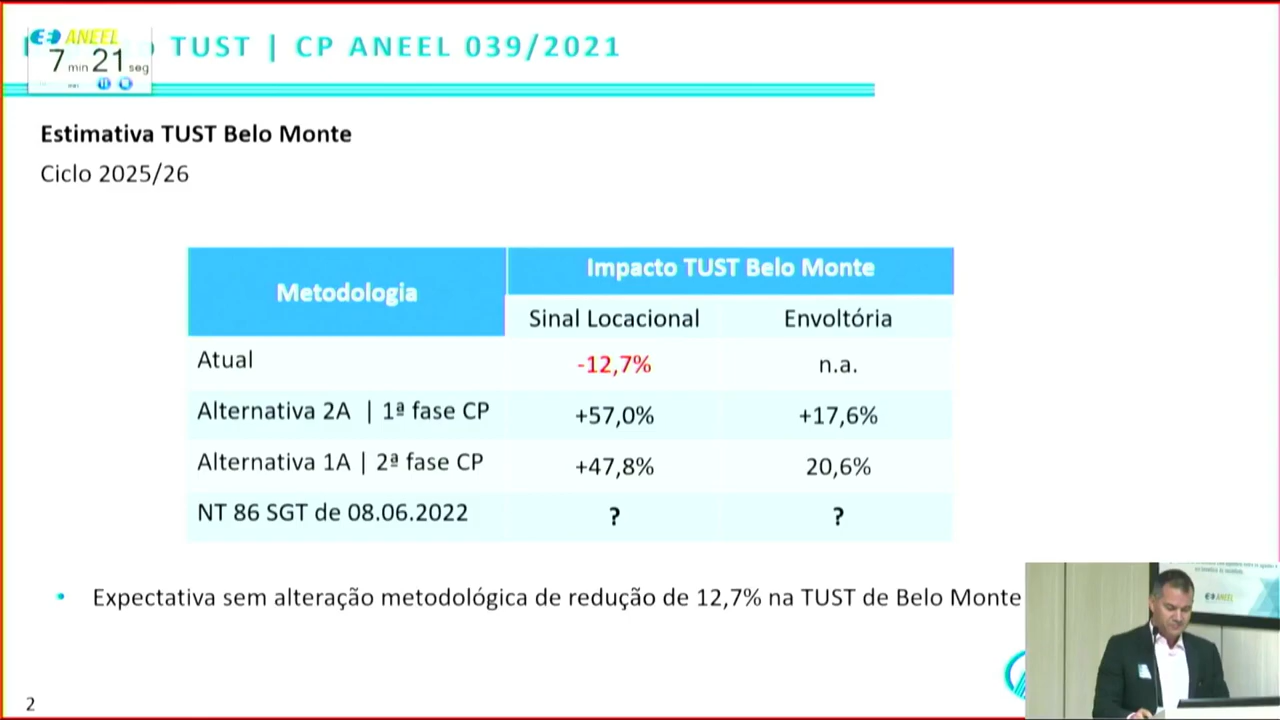 ANEEL
7 min 21 seg
TUST | CP ANEEL 039/2021
Estimativa TUST Belo Monte
Ciclo 2025/26
Metodologia
Impacto TUST Belo Monte
Sinal Locacional
Envoltória
Atual
-12,7%
n.a.
Alternativa 2A | 1ª fase CP
+57,0%
+17,6%
Alternativa 1A | 2ª fase CP
+47,8%
20,6%
NT 86 SGT de 08.06.2022
?
?
• Expectativa sem alteração metodológica de redução de 12,7% na TUST de Belo Monte
ANEEL
2